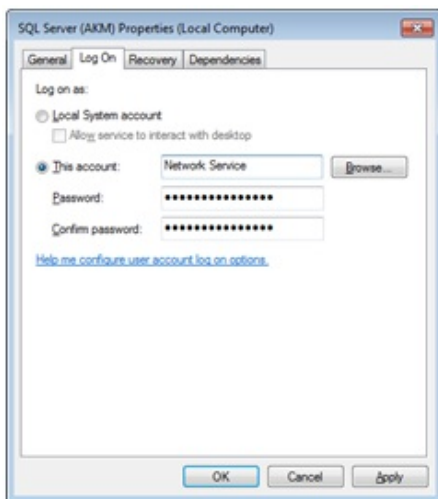 SQL Server (AKM) Properties (Local Computer)
General Log On Recovery Dependencies
Log on as:
Local System account
Allow service to interact with desktop
This account: Network Service Browse...
Password: •••••••••••••••
Confirm password: •••••••••••••••
Help me configure user account log on options.
OK Cancel Apply